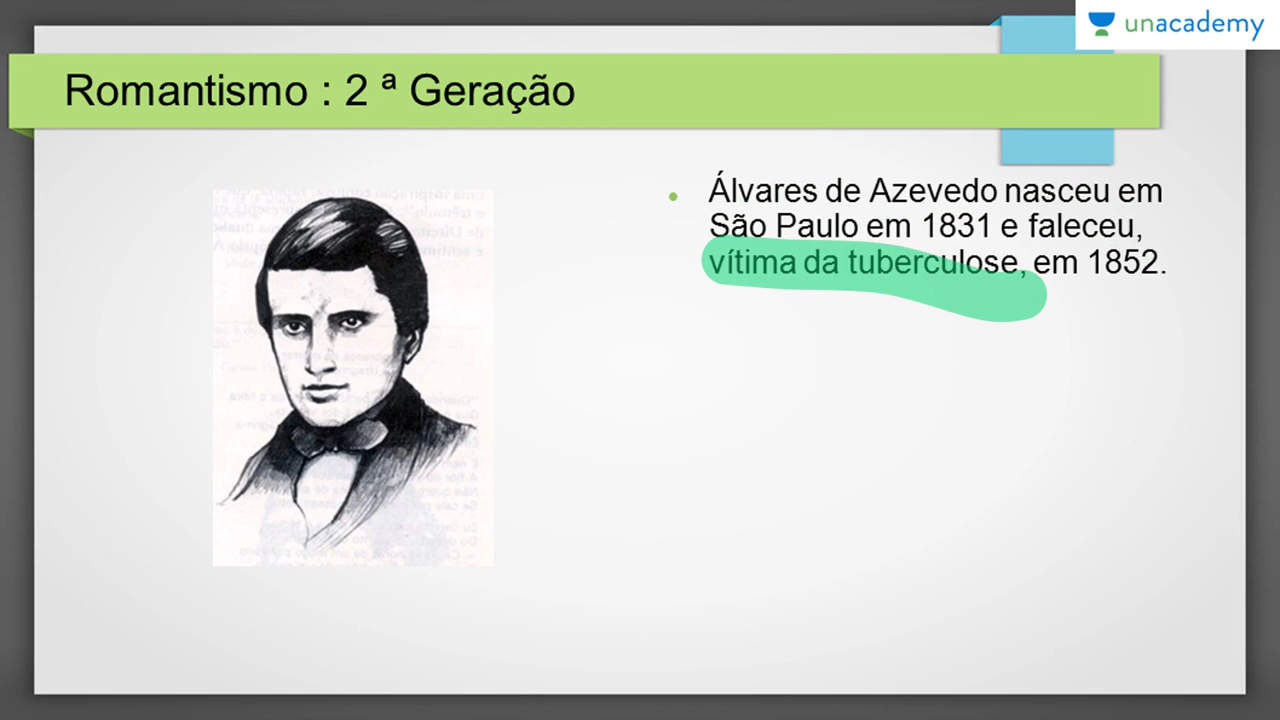 unacademy
Romantismo : 2 ª Geração
Álvares de Azevedo nasceu em
São Paulo em 1831 e faleceu,
vítima da tuberculose, em 1852.